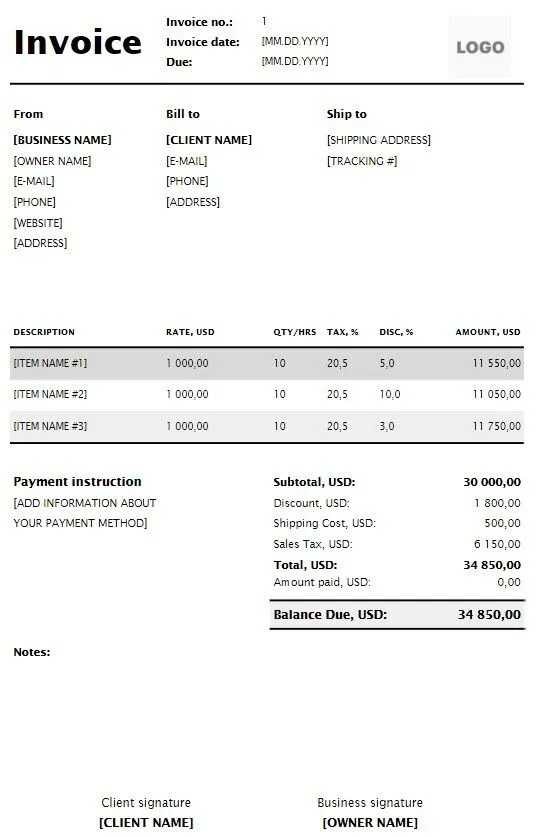 Invoice
Invoice no.: 1
Invoice date: [MM.DD.YYYY]
Due: [MM.DD.YYYY]
LOGO
From Bill to Ship to
[BUSINESS NAME] [CLIENT NAME] [SHIPPING ADDRESS]
[OWNER NAME] [E-MAIL] [TRACKING #]
[E-MAIL] [PHONE]
[PHONE] [ADDRESS]
[WEBSITE]
[ADDRESS]
DESCRIPTION RATE, USD QTY/HRS TAX, % DISC, % AMOUNT, USD
[ITEM NAME #1] 1 000,00 10 20,5 5,0 11 550,00
[ITEM NAME #2] 1 000,00 10 20,5 10,0 11 050,00
[ITEM NAME #3] 1 000,00 10 20,5 3,0 11 750,00
Payment instruction
[ADD INFORMATION ABOUT
YOUR PAYMENT METHOD]
Subtotal, USD: 30 000,00
Discount, USD: 1 800,00
Shipping Cost, USD: 500,00
Sales Tax, USD: 6 150,00
Total, USD: 34 850,00
Amount paid, USD: 0,00
Balance Due, USD: 34 850,00
Notes:
Client signature Business signature
[CLIENT NAME] [OWNER NAME]